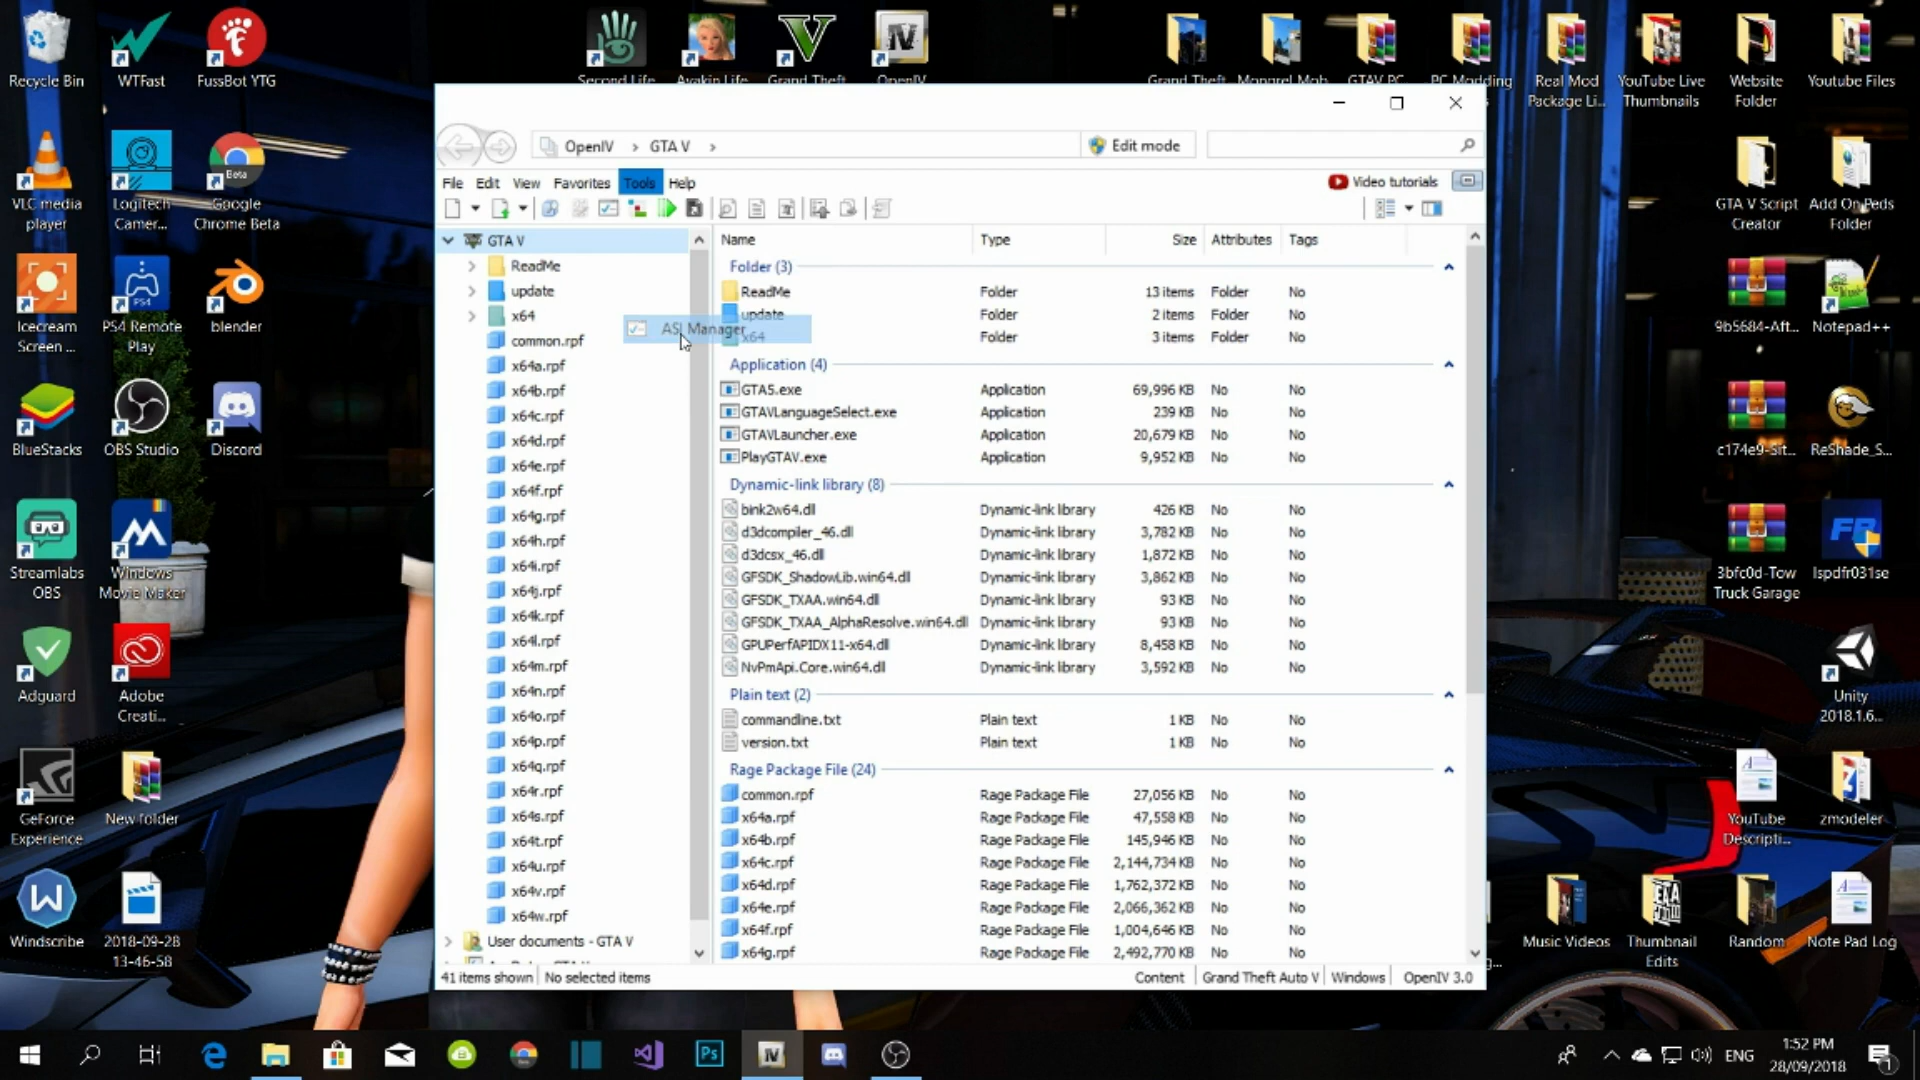 Recycle Bin
WTFast
FussBot YTG
Second Life
Avakin Life
Grand Theft
OpenIV
Grand Theft
Mongrel Mob
GTAV PC
PC Modding
Real Mod
Package Li...
YouTube Live
Thumbnails
Website
Folder
Youtube Files
VLC media
player
Logitech
Camer...
Beta
Google
Chrome Beta
GTA V Script
Creator
Add On Peds
Folder
Icecream
Screen ...
PS4
PS4 Remote
Play
blender
9b5684-Aft...
Notepad++
BlueStacks
OBS Studio
Discord
c174e9-Sit...
ReShade_S...
Streamlabs
OBS
Windows
Movie Maker
3bfc0d-Tow
Truck Garage
lspdfr031se
Adguard
Adobe
Creati...
Unity
2018.1.6...
GeForce
Experience
New folder
YouTube
Descripti...
zmodeler
Windscribe
2018-09-28
13-46-58
Music Videos
Thumbnail
Edits
Random
Note Pad Log
OpenIV > GTA V >
Edit mode
File Edit View Favorites Tools Help
Video tutorials
GTA V
ReadMe
update
x64
common.rpf
x64a.rpf
x64b.rpf
x64c.rpf
x64d.rpf
x64e.rpf
x64f.rpf
x64g.rpf
x64h.rpf
x64i.rpf
x64j.rpf
x64k.rpf
x64l.rpf
x64m.rpf
x64n.rpf
x64o.rpf
x64p.rpf
x64q.rpf
x64r.rpf
x64s.rpf
x64t.rpf
x64u.rpf
x64v.rpf
x64w.rpf
User documents - GTA V
ASI Manager
Name Type Size Attributes Tags
Folder (3)
ReadMe Folder 13 items Folder No
update Folder 2 items Folder No
x64 Folder 3 items Folder No
Application (4)
GTA5.exe Application 69,996 KB No No
GTAVLanguageSelect.exe Application 239 KB No No
GTAVLauncher.exe Application 20,679 KB No No
PlayGTAV.exe Application 9,952 KB No No
Dynamic-link library (8)
bink2w64.dll Dynamic-link library 426 KB No No
d3dcompiler_46.dll Dynamic-link library 3,782 KB No No
d3dcsx_46.dll Dynamic-link library 1,872 KB No No
GFSDK_ShadowLib.win64.dll Dynamic-link library 3,862 KB No No
GFSDK_TXAA.win64.dll Dynamic-link library 93 KB No No
GFSDK_TXAA_AlphaResolve.win64.dll Dynamic-link library 93 KB No No
GPUPerfAPIDX11-x64.dll Dynamic-link library 8,458 KB No No
NvPmApi.Core.win64.dll Dynamic-link library 3,592 KB No No
Plain text (2)
commandline.txt Plain text 1 KB No No
version.txt Plain text 1 KB No No
Rage Package File (24)
common.rpf Rage Package File 27,056 KB No No
x64a.rpf Rage Package File 47,558 KB No No
x64b.rpf Rage Package File 145,946 KB No No
x64c.rpf Rage Package File 2,144,734 KB No No
x64d.rpf Rage Package File 1,762,372 KB No No
x64e.rpf Rage Package File 2,066,362 KB No No
x64f.rpf Rage Package File 1,004,646 KB No No
x64g.rpf Rage Package File 2,492,770 KB No No
41 items shown No selected items
Content Grand Theft Auto V Windows OpenIV 3.0
ENG
1:52 PM
28/09/2018
1